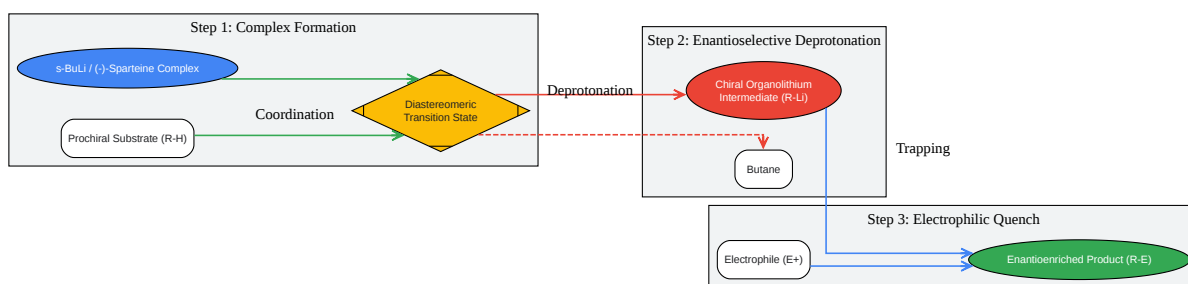 Step 1: Complex Formation
s-BuLi / (-)-Sparteine Complex
Coordination
Prochiral Substrate (R-H)
Diastereomeric
Transition State
Deprotonation
Step 2: Enantioselective Deprotonation
Chiral Organolithium
Intermediate (R-Li)
Butane
Trapping
Step 3: Electrophilic Quench
Electrophile (E+)
Enantioenriched Product (R-E)